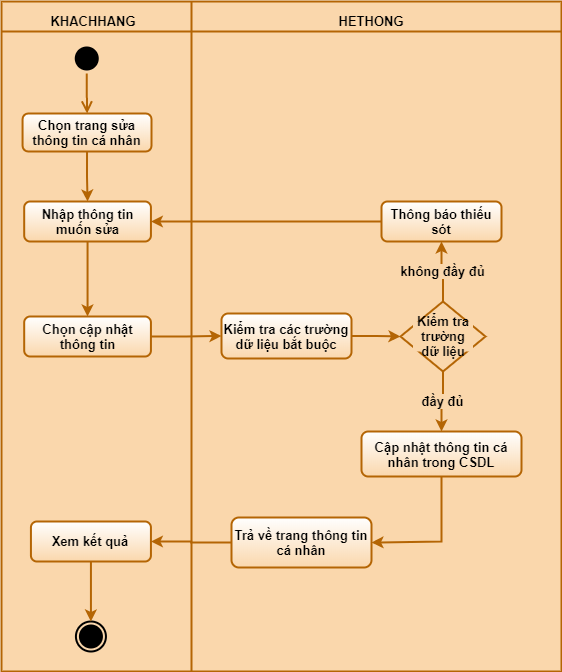 KHACHHANG
HETHONG
Chọn trang sửa
thông tin cá nhân
Nhập thông tin
muốn sửa
Thông báo thiếu
sót
không đầy đủ
Chọn cập nhật
thông tin
Kiểm tra các trường
dữ liệu bắt buộc
Kiểm tra
trường
dữ liệu
đầy đủ
Cập nhật thông tin cá
nhân trong CSDL
Xem kết quả
Trả về trang thông tin
cá nhân